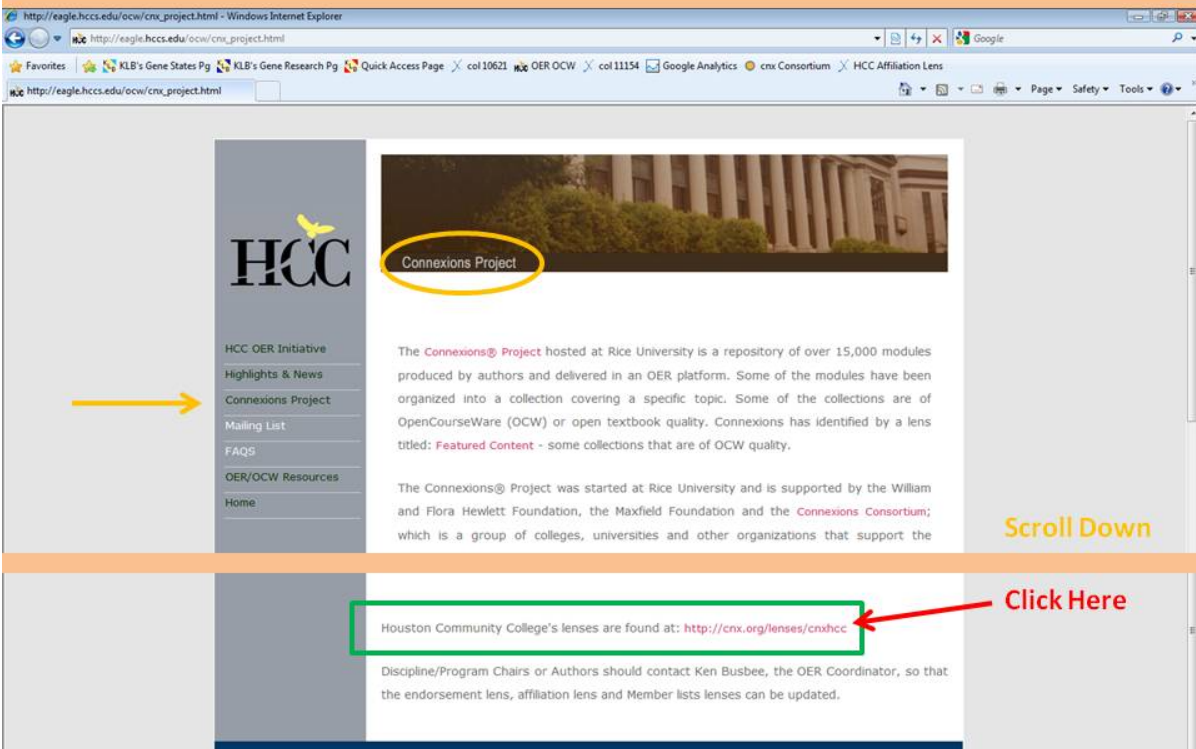 http://eagle.hccs.edu/ocw/cnx_project.html - Windows Internet Explorer
http://eagle.hccs.edu/ocw/cnx_project.html
Google
Favorites KLB's Gene States Pg KLB's Gene Research Pg Quick Access Page col 10621 OER OCW col 11154 Google Analytics cnx Consortium HCC Affiliation Lens
http://eagle.hccs.edu/ocw/cnx_project.html
Page Safety Tools
HCC
Connexions Project
HCC OER Initiative
Highlights & News
Connexions Project
Mailing List
FAQS
OER/OCW Resources
Home
The Connexions® Project hosted at Rice University is a repository of over 15,000 modules
produced by authors and delivered in an OER platform. Some of the modules have been
organized into a collection covering a specific topic. Some of the collections are of
OpenCourseWare (OCW) or open textbook quality. Connexions has identified by a lens
titled: Featured Content - some collections that are of OCW quality.
The Connexions® Project was started at Rice University and is supported by the William
and Flora Hewlett Foundation, the Maxfield Foundation and the Connexions Consortium;
which is a group of colleges, universities and other organizations that support the
Scroll Down
Click Here
Houston Community College's lenses are found at: http://cnx.org/lenses/cnxhcc
Discipline/Program Chairs or Authors should contact Ken Busbee, the OER Coordinator, so that
the endorsement lens, affiliation lens and Member lists lenses can be updated.